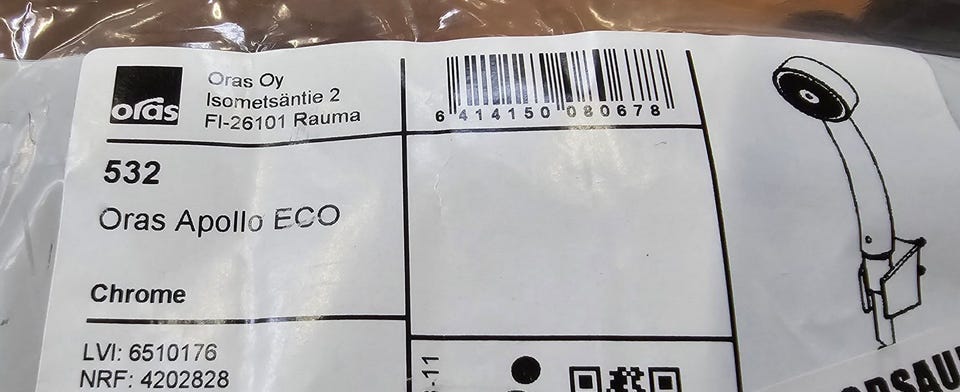 oras
Oras Oy
Isometsäntie 2
FI-26101 Rauma
6 414150 080678
532
Oras Apollo ECO
Chrome
LVI: 6510176
NRF: 4202828
-11